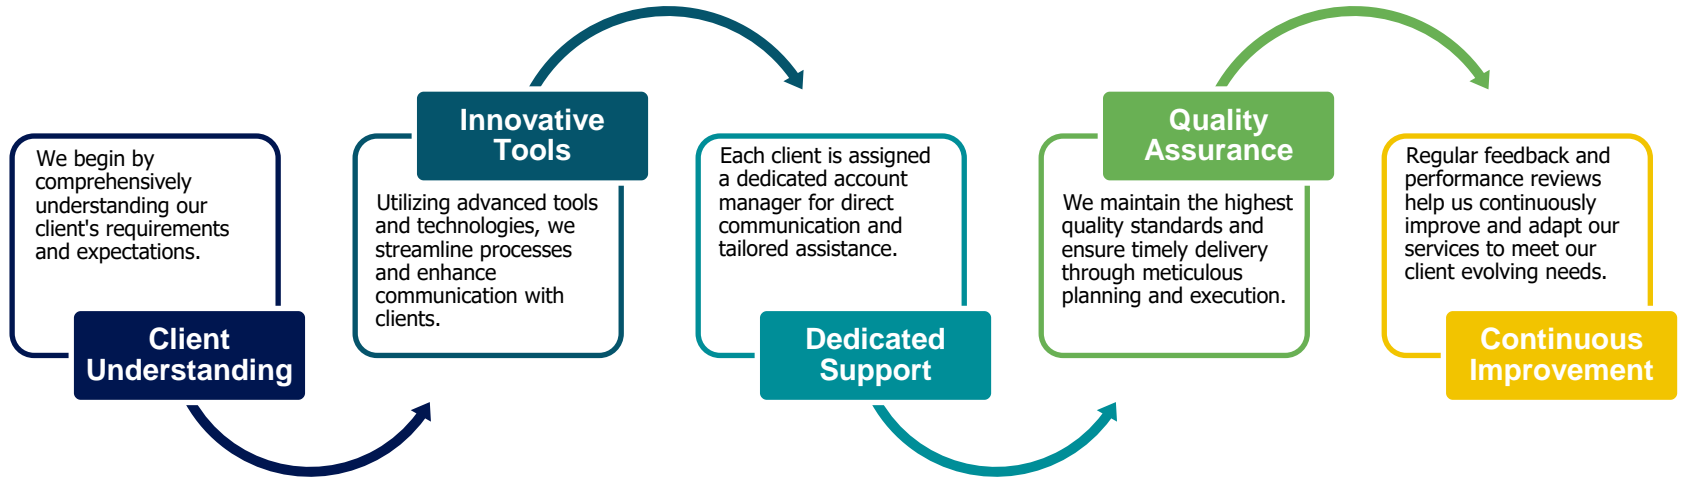 We begin by
comprehensively
understanding our
client's requirements
and expectations.
Client
Understanding
Innovative
Tools
Utilizing advanced tools
and technologies, we
streamline processes
and enhance
communication with
clients.
Each client is assigned
a dedicated account
manager for direct
communication and
tailored assistance.
Dedicated
Support
Quality
Assurance
We maintain the highest
quality standards and
ensure timely delivery
through meticulous
planning and execution.
Regular feedback and
performance reviews
help us continuously
improve and adapt our
services to meet our
client evolving needs.
Continuous
Improvement